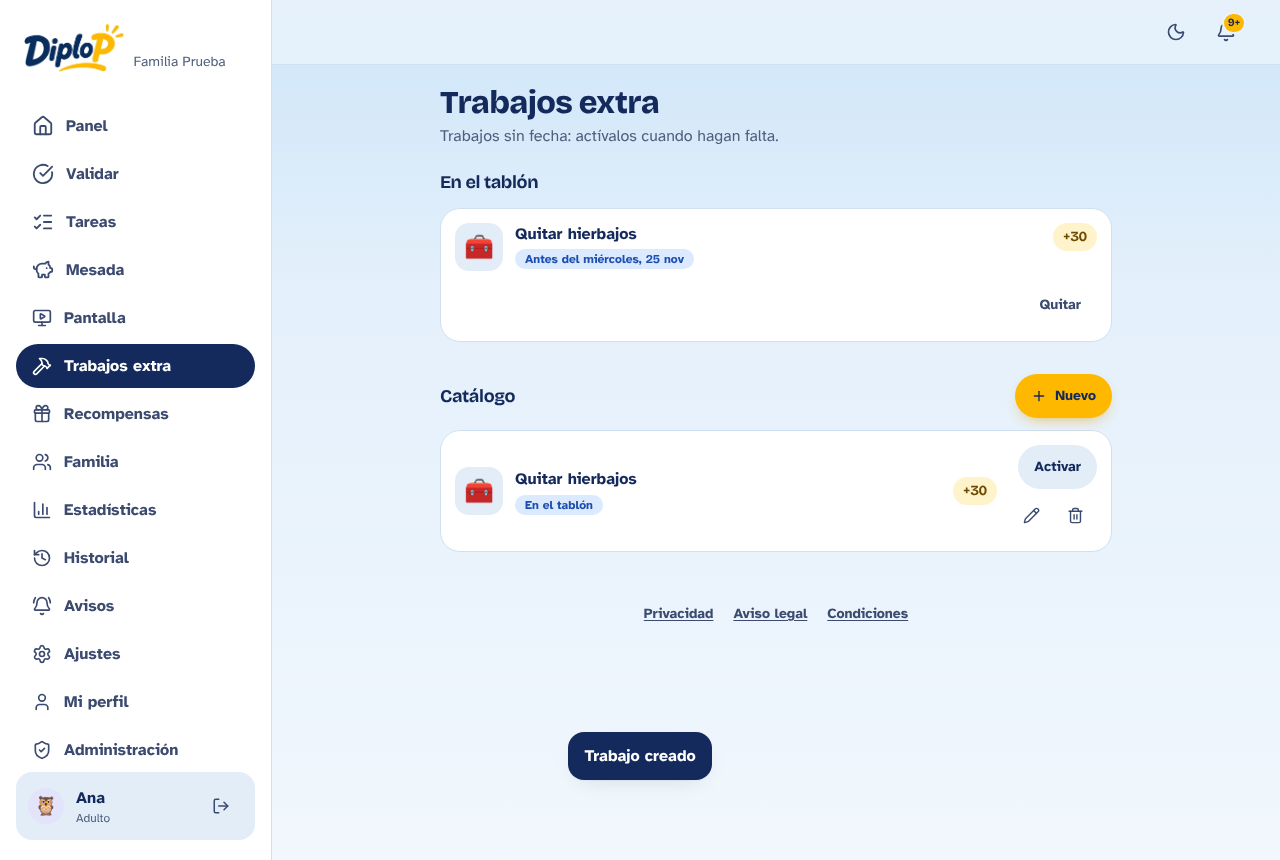 DiploP
Familia Prueba
9+
Panel
Validar
Tareas
Mesada
Pantalla
Trabajos extra
Recompensas
Familia
Estadísticas
Historial
Avisos
Ajustes
Mi perfil
Administración
Ana
Adulto
Trabajos extra
Trabajos sin fecha: actívalos cuando hagan falta.
En el tablón
Quitar hierbajos
+30
Antes del miércoles, 25 nov
Quitar
Catálogo
Nuevo
Quitar hierbajos
En el tablón
+30
Activar
Privacidad Aviso legal Condiciones
Trabajo creado